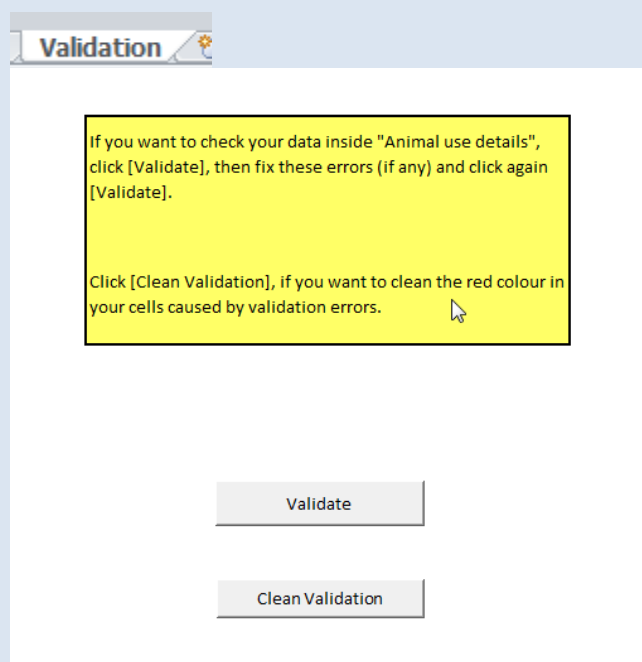 Validation
If you want to check your data inside "Animal use details",
click [Validate], then fix these errors (if any) and click again
[Validate].
Click [Clean Validation], if you want to clean the red colour in
your cells caused by validation errors.
Validate
Clean Validation